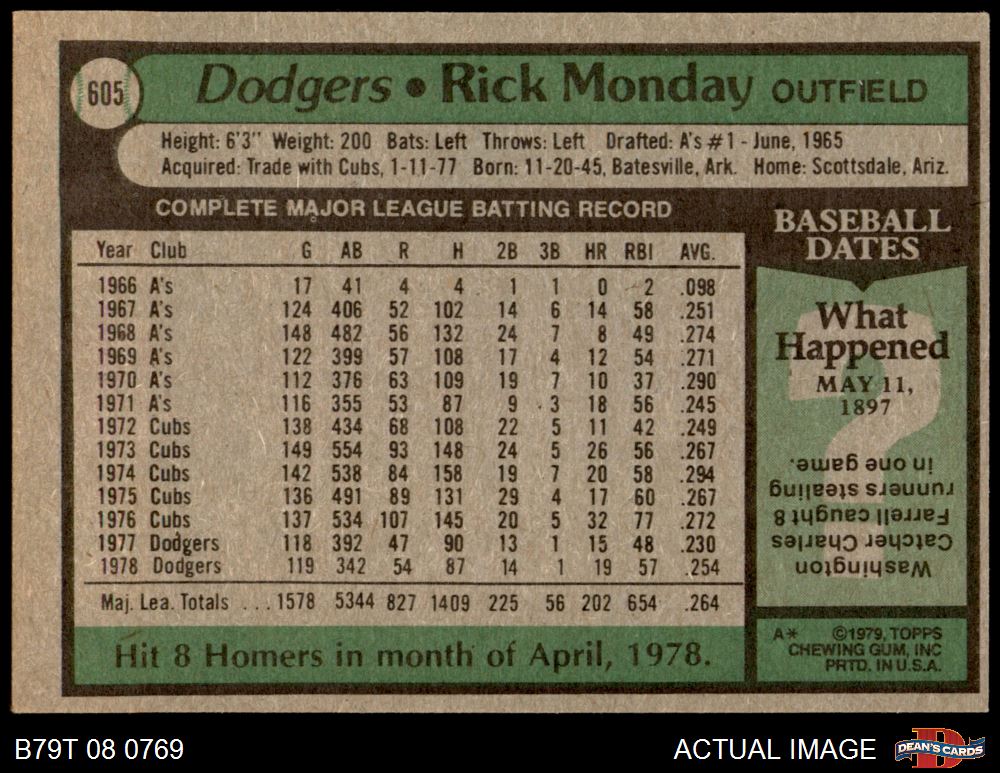 605
Dodgers • Rick Monday OUTFIELD
Height: 6'3" Weight: 200 Bats: Left Throws: Left Drafted: A's #1 - June, 1965
Acquired: Trade with Cubs, 1-11-77 Born: 11-20-45, Batesville, Ark. Home: Scottsdale, Ariz.
COMPLETE MAJOR LEAGUE BATTING RECORD
Year Club G AB R H 2B 3B HR RBI AVG.
1966 A's 17 41 4 4 1 1 0 2 .098
1967 A's 124 406 52 102 14 6 14 58 .251
1968 A's 148 482 56 132 24 7 8 49 .274
1969 A's 122 399 57 108 17 4 12 54 .271
1970 A's 112 376 63 109 19 7 10 37 .290
1971 A's 116 355 53 87 9 3 18 56 .245
1972 Cubs 138 434 68 108 22 5 11 42 .249
1973 Cubs 149 554 93 148 24 5 26 56 .267
1974 Cubs 142 538 84 158 19 7 20 58 .294
1975 Cubs 136 491 89 131 29 4 17 60 .267
1976 Cubs 137 534 107 145 20 5 32 77 .272
1977 Dodgers 118 392 47 90 13 1 15 48 .230
1978 Dodgers 119 342 54 87 14 1 19 57 .254
Maj. Lea. Totals ... 1578 5344 827 1409 225 56 202 654 .264
Hit 8 Homers in month of April, 1978.
BASEBALL
DATES
What
Happened
MAY 11,
1897
Washington
Catcher Charles
Farrell caught 8
runners stealing
in one game.
A* ©1979, TOPPS
CHEWING GUM, INC
PRTD. IN U.S.A.
B79T 08 0769
ACTUAL IMAGE
D
DEAN'S CARDS